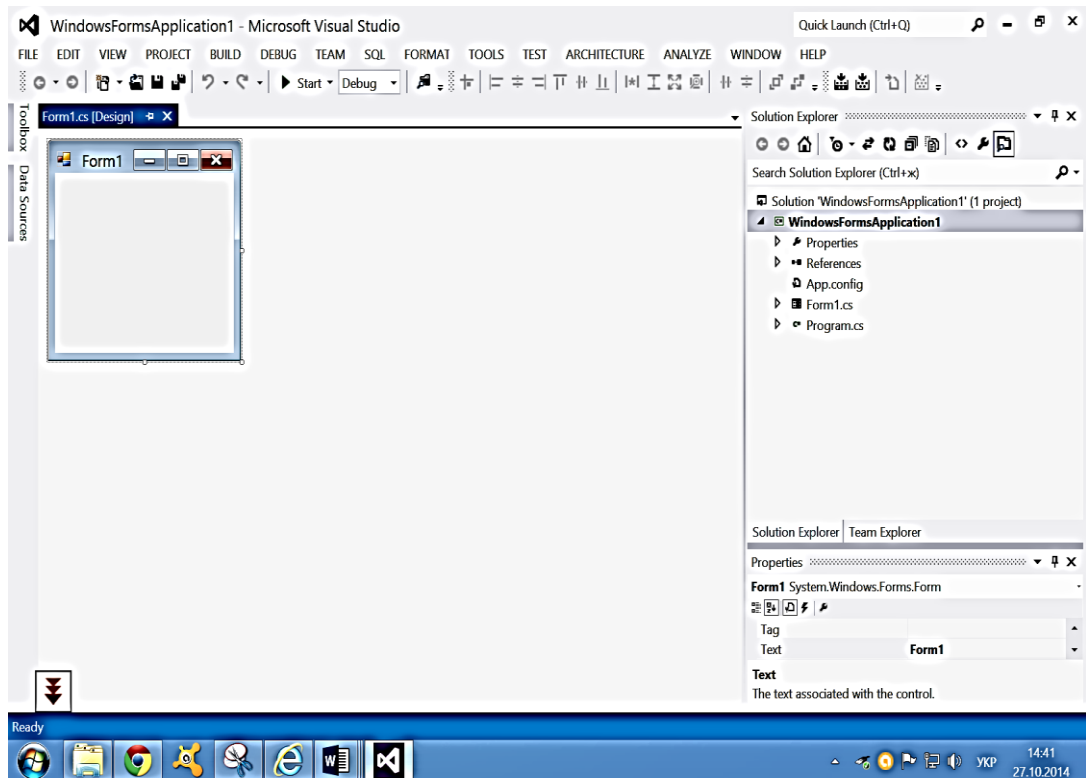 WindowsFormsApplication1 - Microsoft Visual Studio
Quick Launch (Ctrl+Q)
FILE EDIT VIEW PROJECT BUILD DEBUG TEAM SQL FORMAT TOOLS TEST ARCHITECTURE ANALYZE WINDOW HELP
Start Debug
Toolbox
Data Sources
Form1.cs [Design]
Form1
Solution Explorer
Search Solution Explorer (Ctrl+ж)
Solution 'WindowsFormsApplication1' (1 project)
WindowsFormsApplication1
Properties
References
App.config
Form1.cs
Program.cs
Solution Explorer Team Explorer
Properties
Form1 System.Windows.Forms.Form
Tag
Text Form1
Text
The text associated with the control.
Ready
УКР
14:41
27.10.2014